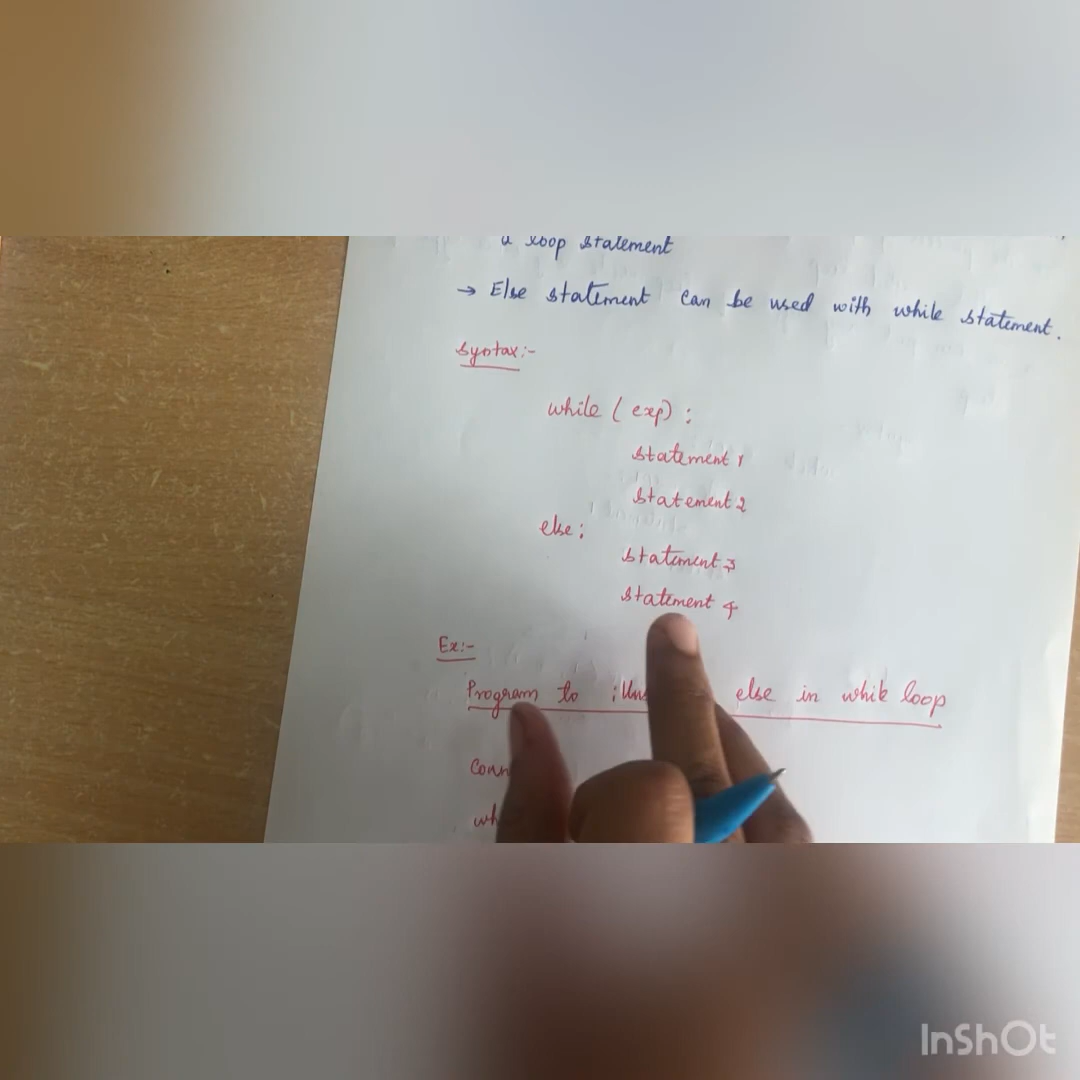 a loop statement
→ Else statement can be used with while statement.
Syntax:-
while (exp) :
statement 1
statement 2
else:
statement 3
statement 4
Ex:-
Program to else in while loop
InShOt